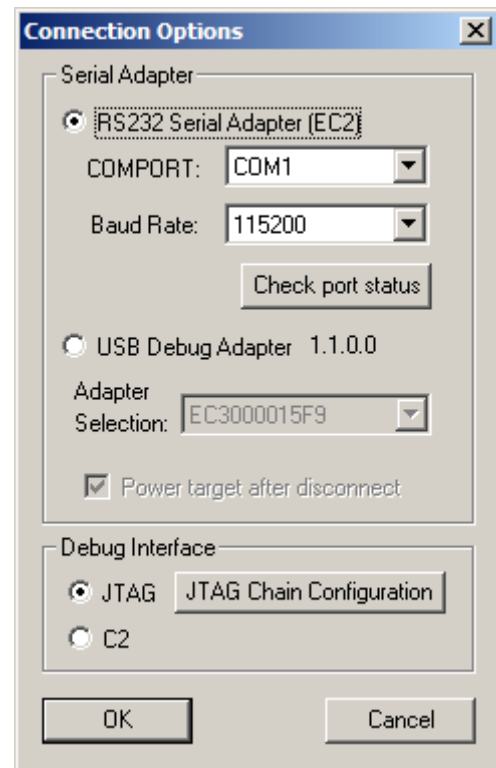 Connection Options
Serial Adapter
RS232 Serial Adapter (EC2)
COMPORT: COM1
Baud Rate: 115200
Check port status
USB Debug Adapter 1.1.0.0
Adapter
Selection: EC3000015F9
Power target after disconnect
Debug Interface
JTAG JTAG Chain Configuration
C2
OK Cancel